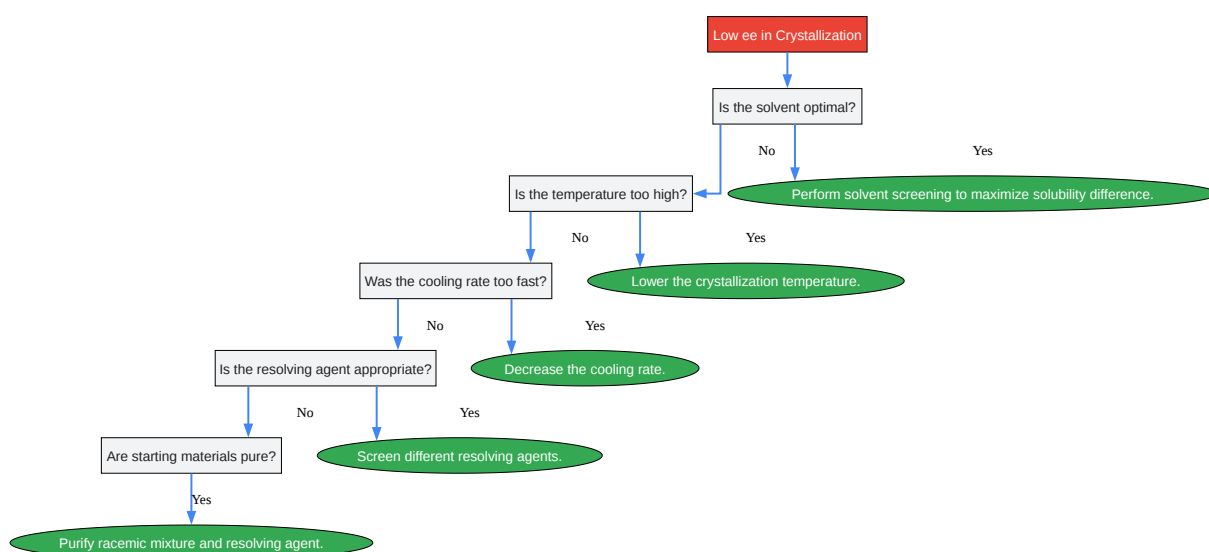 Low ee in Crystallization
Is the solvent optimal?
No
Yes
Is the temperature too high?
Perform solvent screening to maximize solubility difference.
No
Yes
Was the cooling rate too fast?
Lower the crystallization temperature.
No
Yes
Is the resolving agent appropriate?
Decrease the cooling rate.
No
Yes
Are starting materials pure?
Screen different resolving agents.
Yes
Purify racemic mixture and resolving agent.